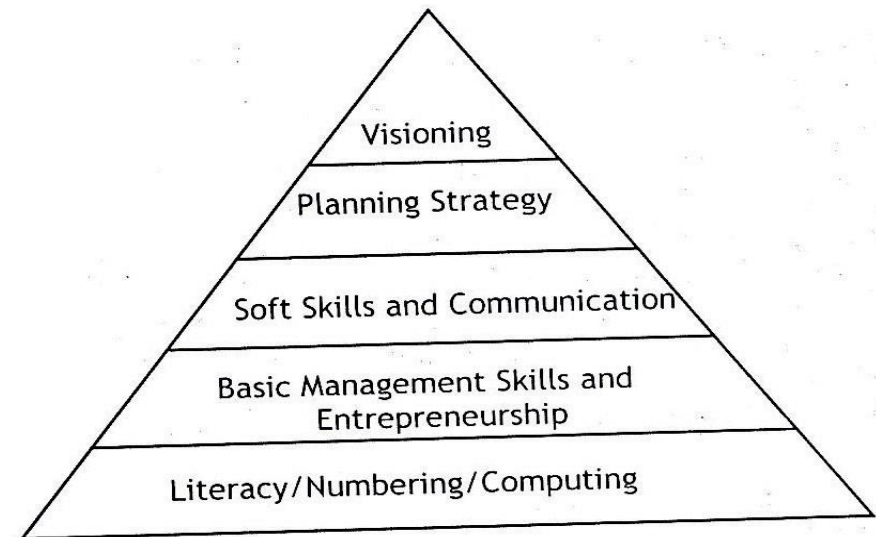 Visioning
Planning Strategy
Soft Skills and Communication
Basic Management Skills and
Entrepreneurship
Literacy/Numbering/Computing